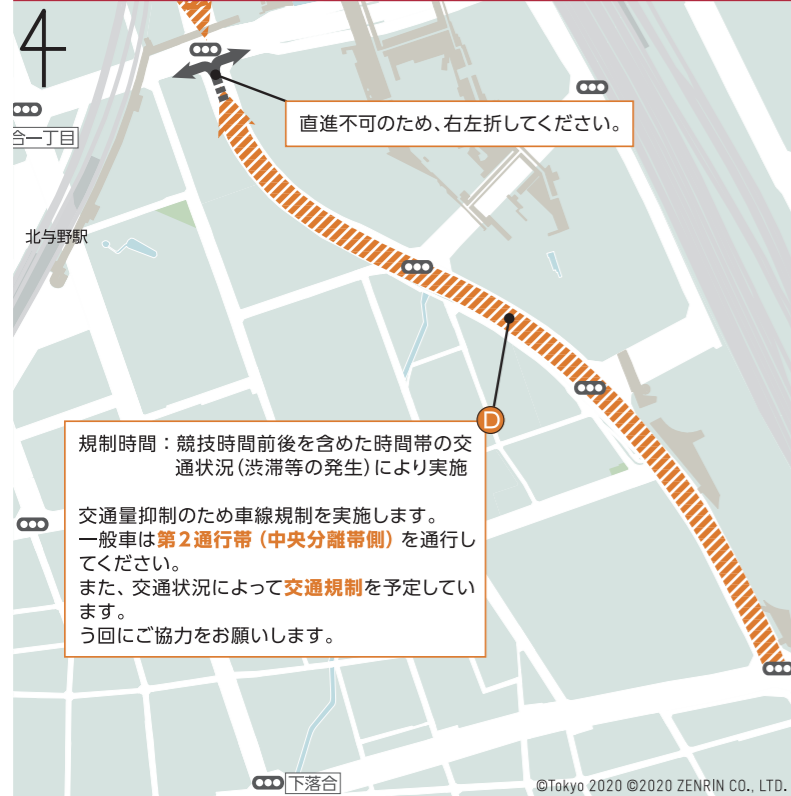 4
直進不可のため、右左折してください。
合一丁目
北与野駅
D
規制時間：競技時間前後を含めた時間帯の交
通状況（渋滞等の発生）により実施
交通量抑制のため車線規制を実施します。
一般車は第２通行帯（中央分離帯側）を通行し
てください。
また、交通状況によって交通規制を予定してい
ます。
う回にご協力をお願いします。
下落合
©Tokyo 2020 ©2020 ZENRIN CO., LTD.